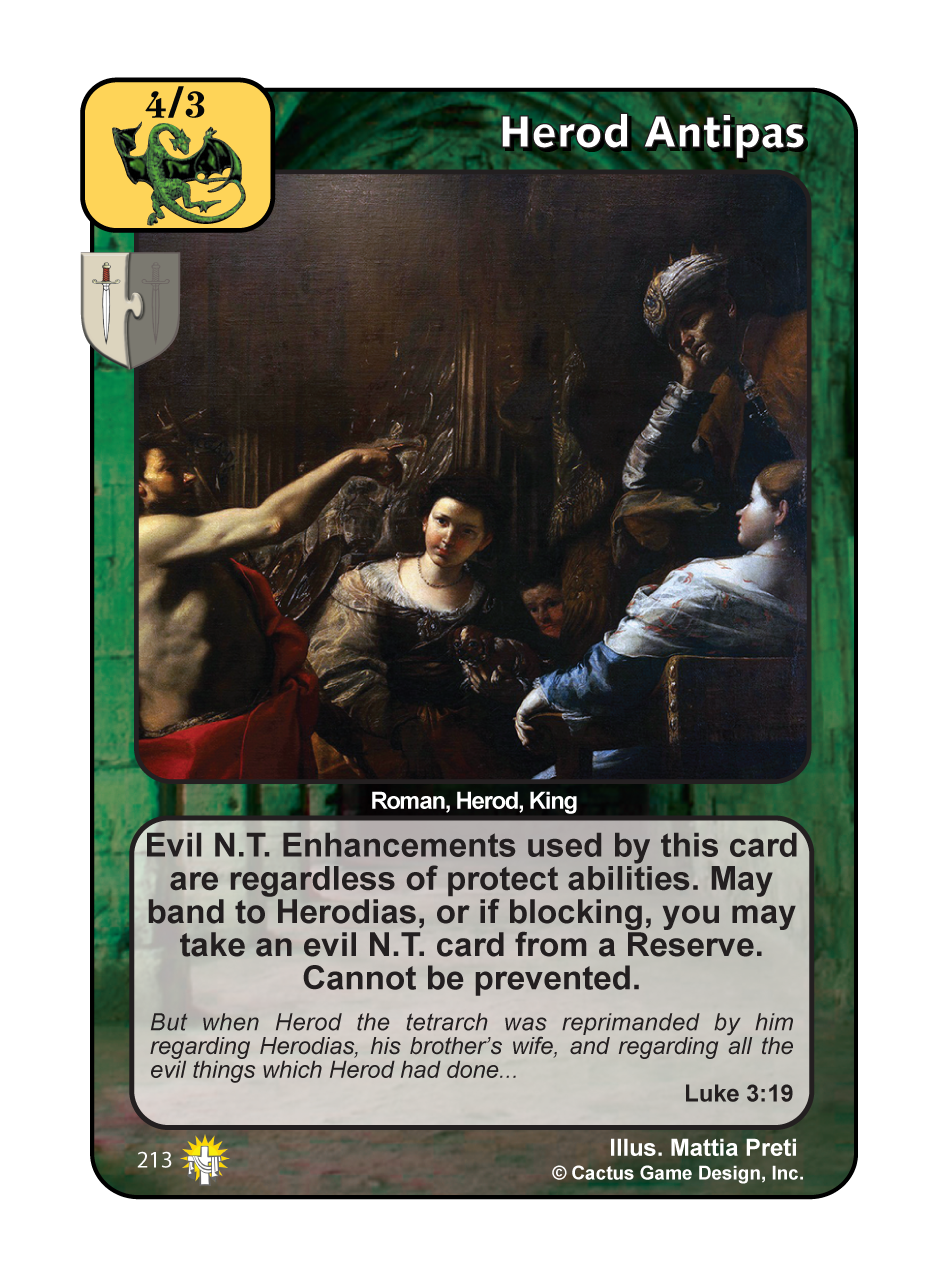 4/3
Herod Antipas
Roman, Herod, King
Evil N.T. Enhancements used by this card
are regardless of protect abilities. May
band to Herodias, or if blocking, you may
take an evil N.T. card from a Reserve.
Cannot be prevented.
But when Herod the tetrarch was reprimanded by him
regarding Herodias, his brother's wife, and regarding all the
evil things which Herod had done...
Luke 3:19
213
Illus. Mattia Preti
© Cactus Game Design, Inc.